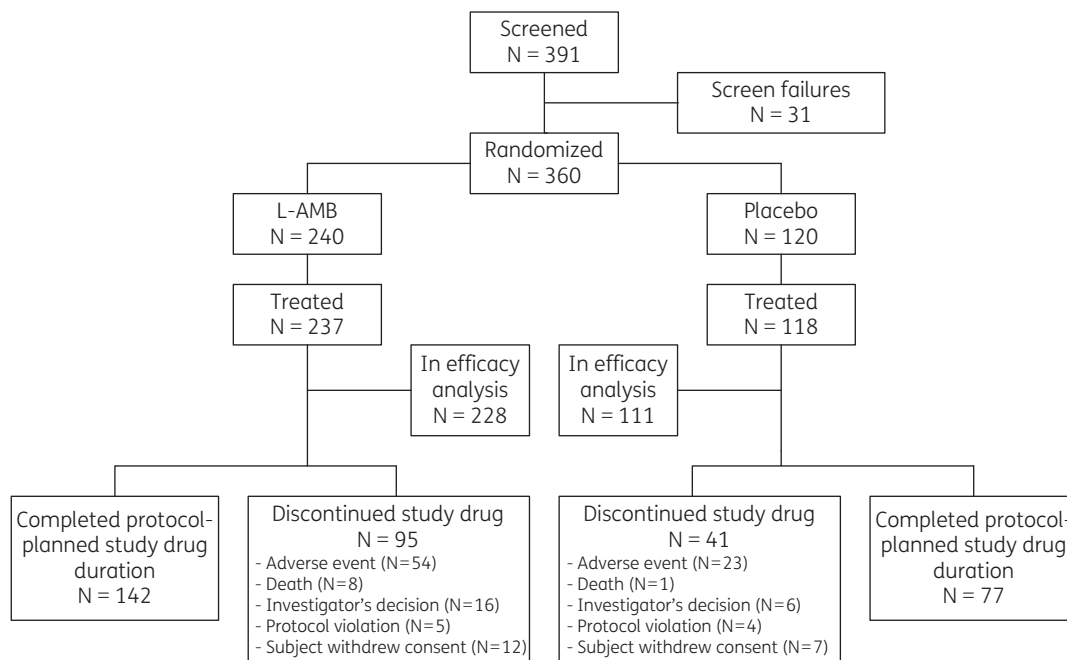 Screened
N = 391
Screen failures
N = 31
Randomized
N = 360
L-AMB
N = 240
Placebo
N = 120
Treated
N = 237
Treated
N = 118
In efficacy
analysis
N = 228
In efficacy
analysis
N = 111
Completed protocol-
planned study drug
duration
N = 142
Discontinued study drug
N = 95
- Adverse event (N=54)
- Death (N=8)
- Investigator's decision (N=16)
- Protocol violation (N=5)
- Subject withdrew consent (N=12)
Discontinued study drug
N = 41
- Adverse event (N=23)
- Death (N=1)
- Investigator's decision (N=6)
- Protocol violation (N=4)
- Subject withdrew consent (N=7)
Completed protocol-
planned study drug
duration
N = 77